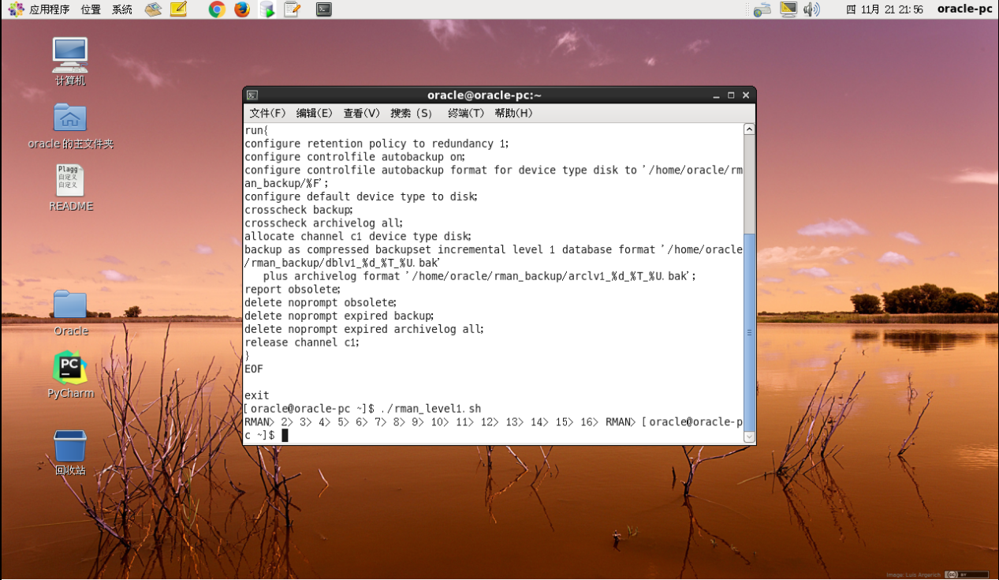 应用程序 位置 系统
四 11月 21 21:56 oracle-pc
计算机
oracle 的主文件夹
Plagg
自定义
自定义
README
Oracle
PC
PyCharm
回收站
oracle@oracle-pc:~
文件(F) 编辑(E) 查看(V) 搜索 (S) 终端(T) 帮助(H)
run{
configure retention policy to redundancy 1;
configure controlfile autobackup on;
configure controlfile autobackup format for device type disk to '/home/oracle/rm
an_backup/%F';
configure default device type to disk;
crosscheck backup;
crosscheck archivelog all;
allocate channel c1 device type disk;
backup as compressed backupset incremental level 1 database format '/home/oracle
/rman_backup/dblv1_%d_%T_%U.bak'
   plus archivelog format '/home/oracle/rman_backup/arclv1_%d_%T_%U.bak';
report obsolete;
delete noprompt obsolete;
delete noprompt expired backup;
delete noprompt expired archivelog all;
release channel c1;
}
EOF
exit
[oracle@oracle-pc ~]$ ./rman_level1.sh
RMAN> 2> 3> 4> 5> 6> 7> 8> 9> 10> 11> 12> 13> 14> 15> 16> RMAN> [oracle@oracle-p
c ~]$
Image: Luis Argerich
cc BY